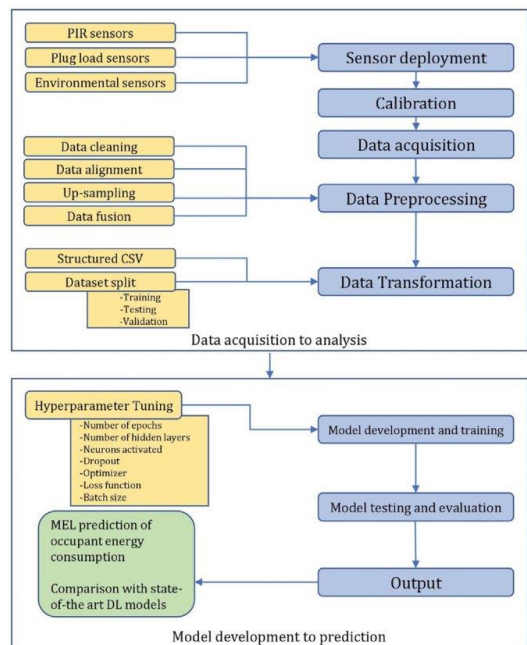 PIR sensors
Plug load sensors
Environmental sensors
Sensor deployment
Calibration
Data acquisition
Data cleaning
Data alignment
Up-sampling
Data fusion
Data Preprocessing
Structured CSV
Dataset split
-Training
-Testing
-Validation
Data Transformation
Data acquisition to analysis
Hyperparameter Tuning
-Number of epochs
-Number of hidden layers
-Neurons activated
-Dropout
-Optimizer
-Loss function
-Batch size
Model development and training
Model testing and evaluation
Output
MEL prediction of
occupant energy
consumption
Comparison with state-
of-the art DL models
Model development to prediction